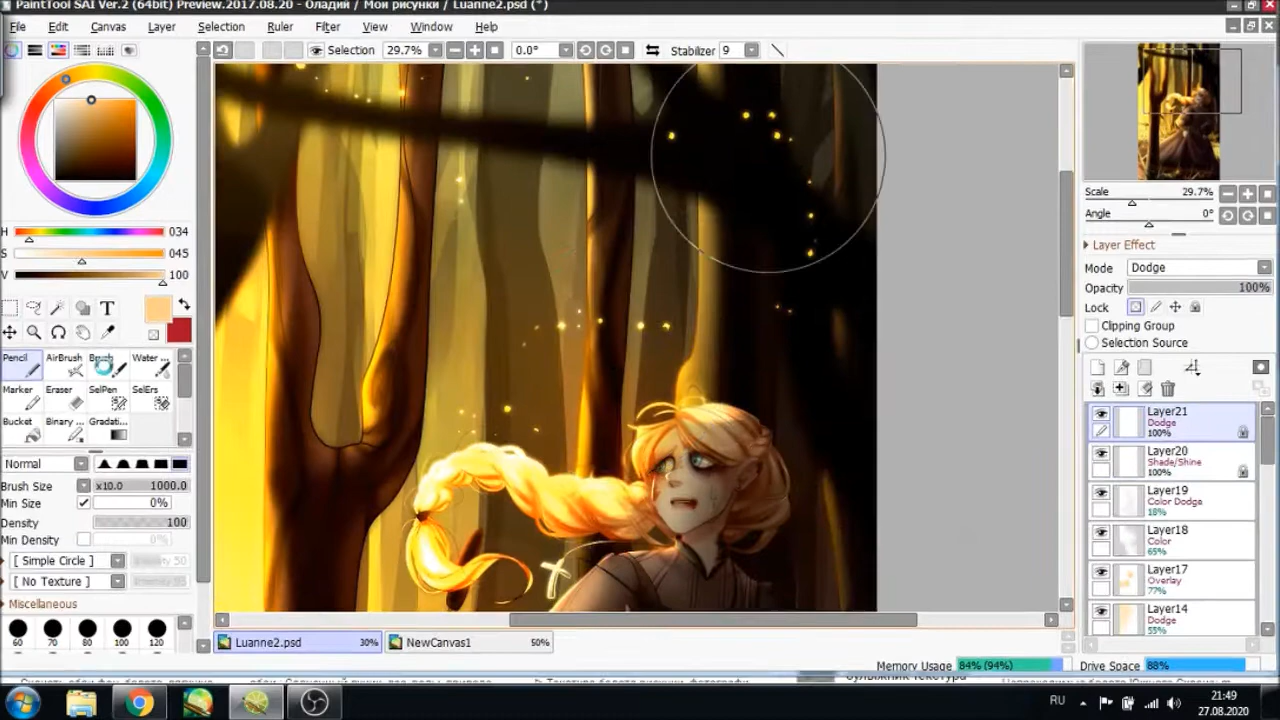 PaintTool SAI Ver.2 (64bit) Preview.2017.08.20 - Оладий / Мои рисунки / Luanne2.psd (*)
File Edit Canvas Layer Selection Ruler Filter View Window Help
Selection 29.7% 0.0° Stabilizer 9
H 034
S 045
V 100
T
Pencil AirBrush Brush Water ...
Marker Eraser SelPen SelErs
Bucket Binary ... Gradati...
Normal
Brush Size x10.0 1000.0
Min Size 0%
Density 100
Min Density
[ Simple Circle ] Intensity 50
[ No Texture ]
Miscellaneous
60 70 80 100 120
Scale 29.7%
Angle 0°
Layer Effect
Mode Dodge
Opacity 100%
Lock
Clipping Group
Selection Source
Layer21
Dodge
100%
Layer20
Shade/Shine
100%
Layer19
Color Dodge
18%
Layer18
Color
65%
Layer17
Overlay
77%
Layer14
Dodge
55%
Luanne2.psd 30% NewCanvas1 50%
Memory Usage 84% (94%) Drive Space 88%
RU 21:49
27.08.2020